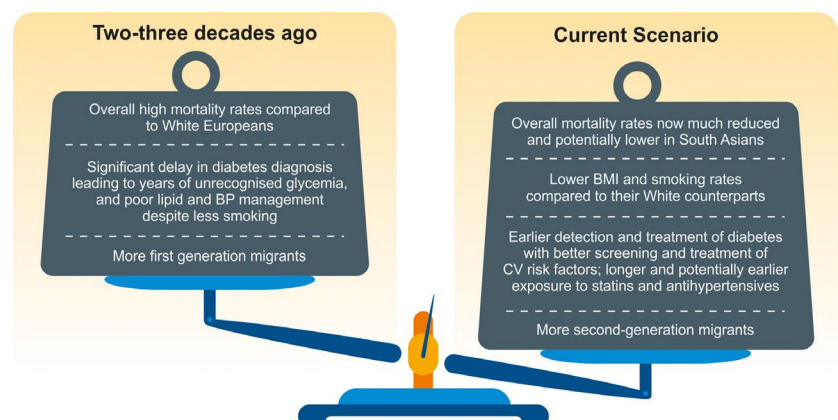 Two-three decades ago
Overall high mortality rates compared
to White Europeans
Significant delay in diabetes diagnosis
leading to years of unrecognised glycemia,
and poor lipid and BP management
despite less smoking
More first generation migrants
Current Scenario
Overall mortality rates now much reduced
and potentially lower in South Asians
Lower BMI and smoking rates
compared to their White counterparts
Earlier detection and treatment of diabetes
with better screening and treatment of
CV risk factors; longer and potentially earlier
exposure to statins and antihypertensives
More second-generation migrants